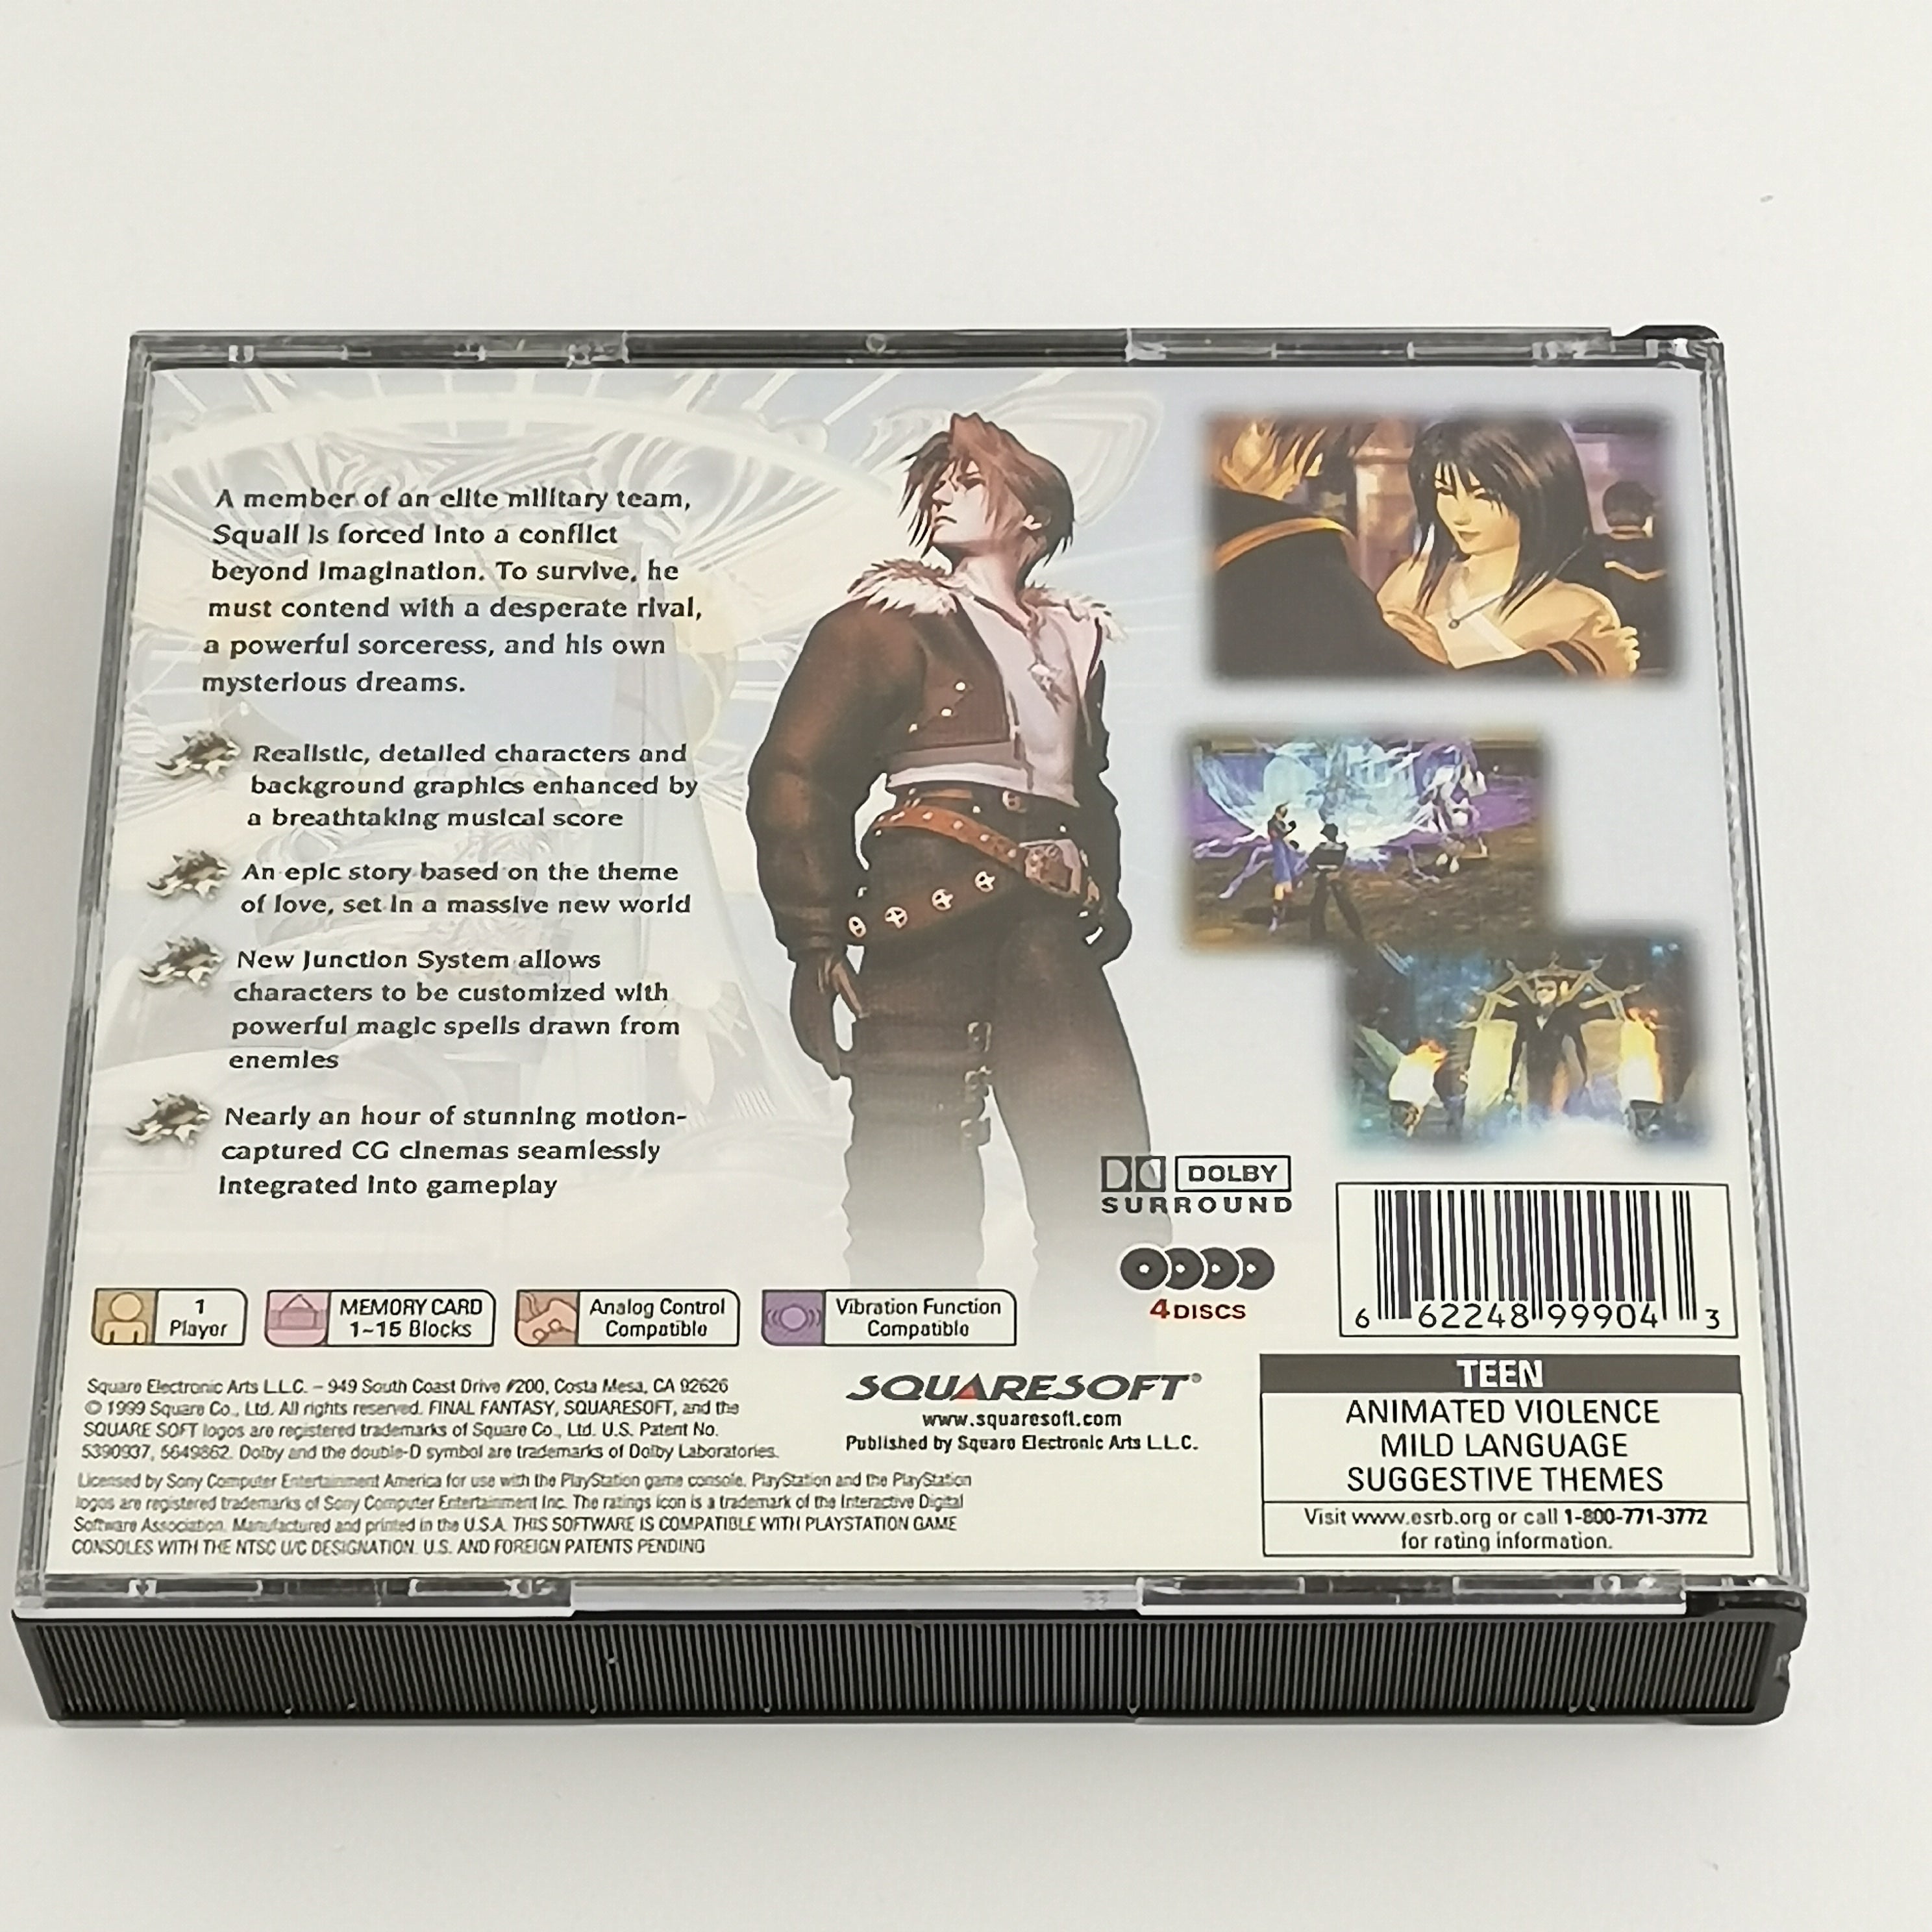 A member of an elite military team,
Squall is forced into a conflict
beyond imagination. To survive, he
must contend with a desperate rival,
a powerful sorceress, and his own
mysterious dreams.
Realistic, detailed characters and
background graphics enhanced by
a breathtaking musical score
An epic story based on the theme
of love, set in a massive new world
New Junction System allows
characters to be customized with
powerful magic spells drawn from
enemies
Nearly an hour of stunning motion-
captured CG cinemas seamlessly
integrated into gameplay
DOLBY
SURROUND
4 DISCS
6 62248 99904 3
1
Player
MEMORY CARD
1~15 Blocks
Analog Control
Compatible
Vibration Function
Compatible
Square Electronic Arts L.L.C. – 949 South Coast Drive #200, Costa Mesa, CA 92626
© 1999 Square Co., Ltd. All rights reserved. FINAL FANTASY, SQUARESOFT, and the
SQUARE SOFT logos are registered trademarks of Square Co., Ltd. U.S. Patent No.
5390937, 5649862. Dolby and the double-D symbol are trademarks of Dolby Laboratories.
Licensed by Sony Computer Entertainment America for use with the PlayStation game console. PlayStation and the PlayStation
logos are registered trademarks of Sony Computer Entertainment Inc. The ratings icon is a trademark of the Interactive Digital
Software Association. Manufactured and printed in the U.S.A. THIS SOFTWARE IS COMPATIBLE WITH PLAYSTATION GAME
CONSOLES WITH THE NTSC U/C DESIGNATION. U.S. AND FOREIGN PATENTS PENDING
SQUARESOFT®
www.squaresoft.com
Published by Square Electronic Arts L.L.C.
TEEN
ANIMATED VIOLENCE
MILD LANGUAGE
SUGGESTIVE THEMES
Visit www.esrb.org or call 1-800-771-3772
for rating information.